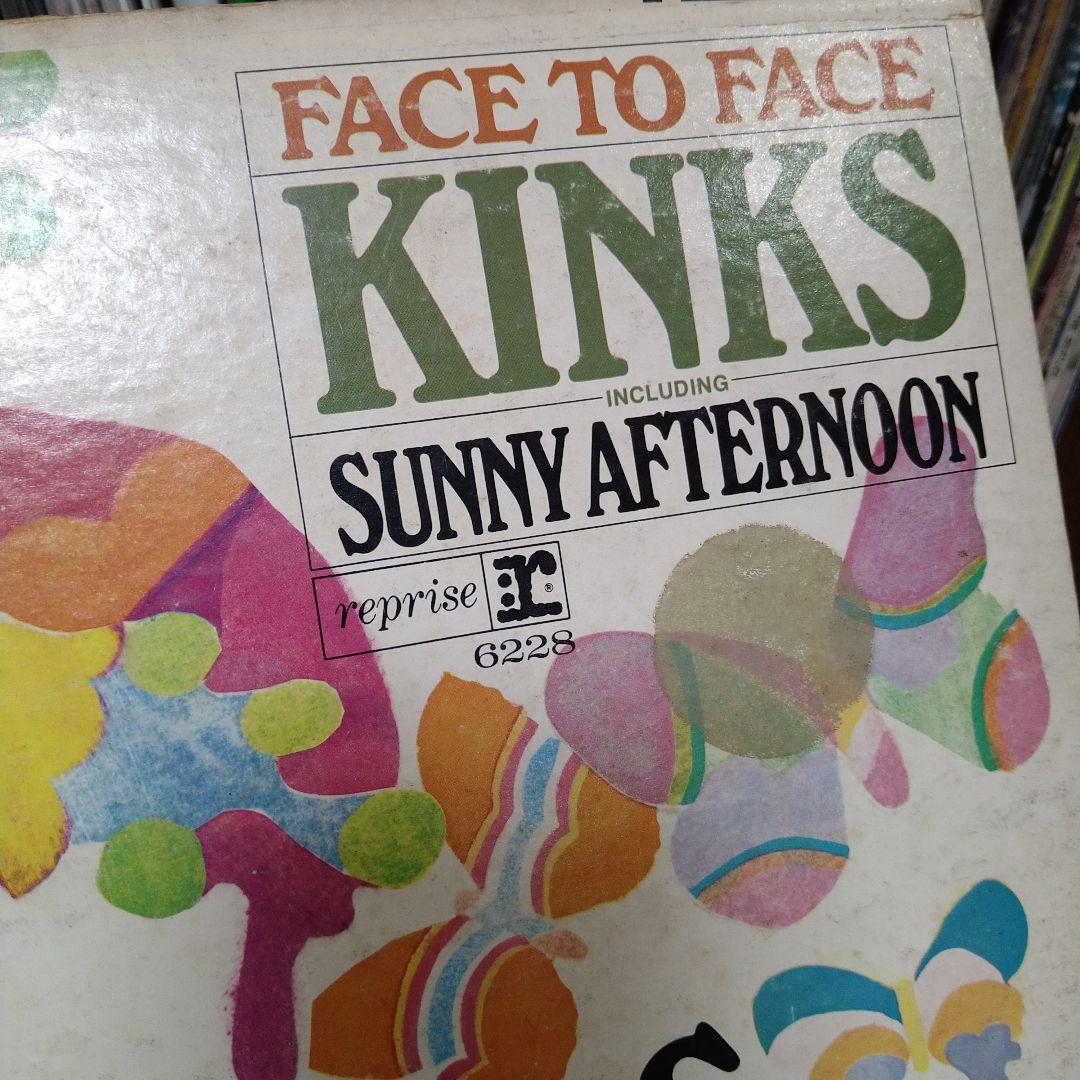 FACE TO FACE
KINKS
INCLUDING
SUNNY AFTERNOON
reprise r®
6228